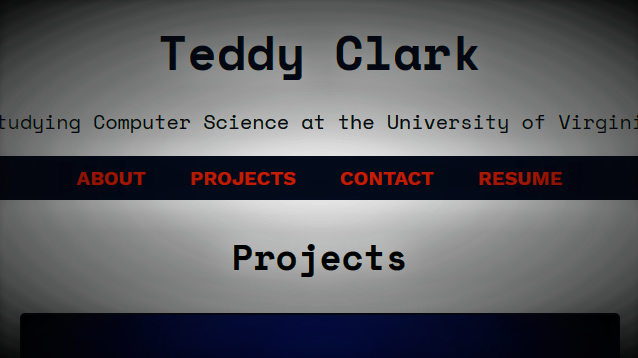 Teddy Clark
tudying Computer Science at the University of Virgini
ABOUT PROJECTS CONTACT RESUME
Projects